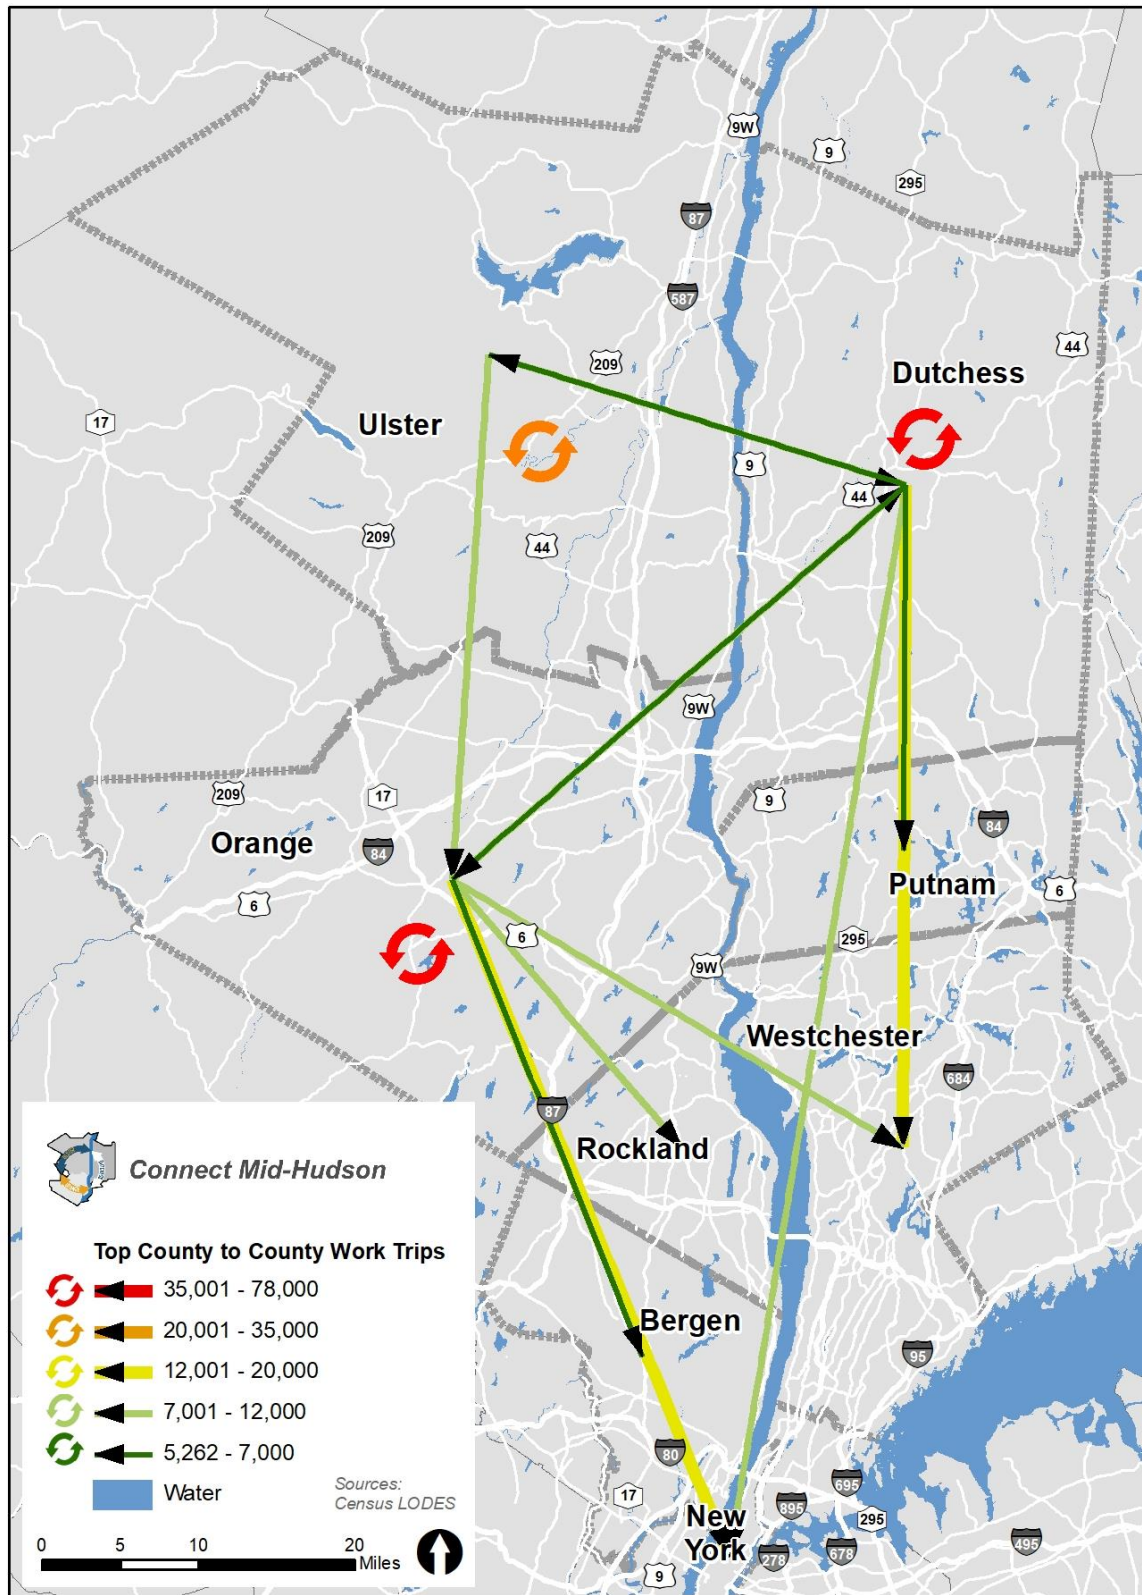 9W
9
295
87
587
44
209
Dutchess
17
Ulster
9
44
209
44
9W
209
17
9
84
Orange
84
Putnam
6
6
6
295
9W
Westchester
684
87
Rockland
Connect Mid-Hudson
Top County to County Work Trips
35,001 - 78,000
20,001 - 35,000
12,001 - 20,000
7,001 - 12,000
5,262 - 7,000
Water
Sources:
Census LODES
0 5 10 20
Miles
Bergen
95
80
17
695
895
295
New
York
278
678
495
9